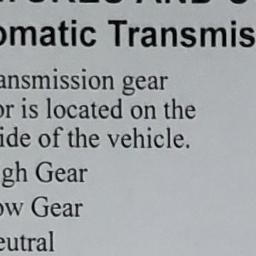 omatic Transmis
ansmission gear
or is located on the
ide of the vehicle.
gh Gear
ow Gear
eutral